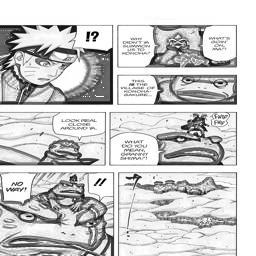 !?
WHY
DIDN'T YA
SUMMON
US TO
KONOHA?
WHAT'S
GOIN'
ON,
MA?
THIS
IS THE
VILLAGE OF
KONOHA-
GAKURE...
LOOK REAL
CLOSE
AROUND YA.
WHAT
DO YOU
MEAN,
GRANNY
SHIMA?!
NO
WAY!
!!